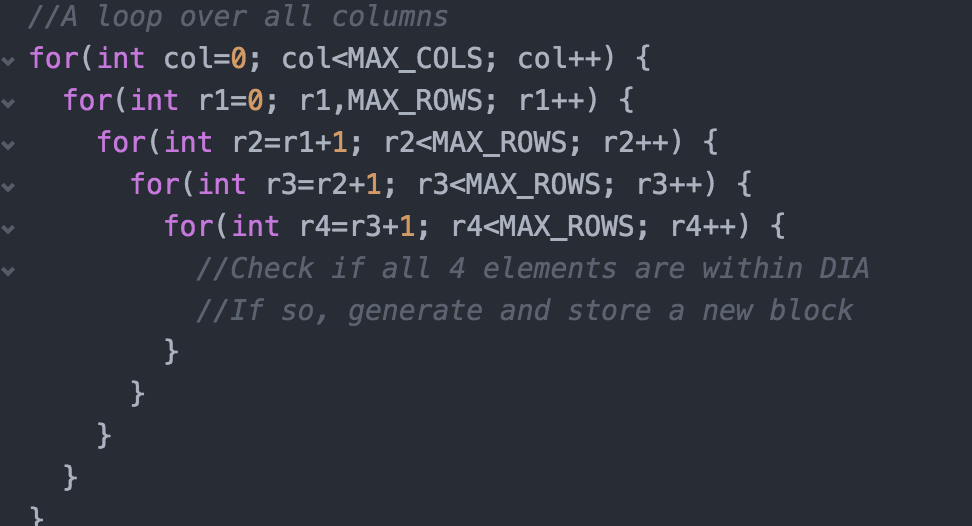 //A loop over all columns
for(int col=0; col<MAX_COLS; col++) {
for(int r1=0; r1,MAX_ROWS; r1++) {
for(int r2=r1+1; r2<MAX_ROWS; r2++) {
for(int r3=r2+1; r3<MAX_ROWS; r3++) {
for(int r4=r3+1; r4<MAX_ROWS; r4++) {
//Check if all 4 elements are within DIA
//If so, generate and store a new block
}
}
}
}
}